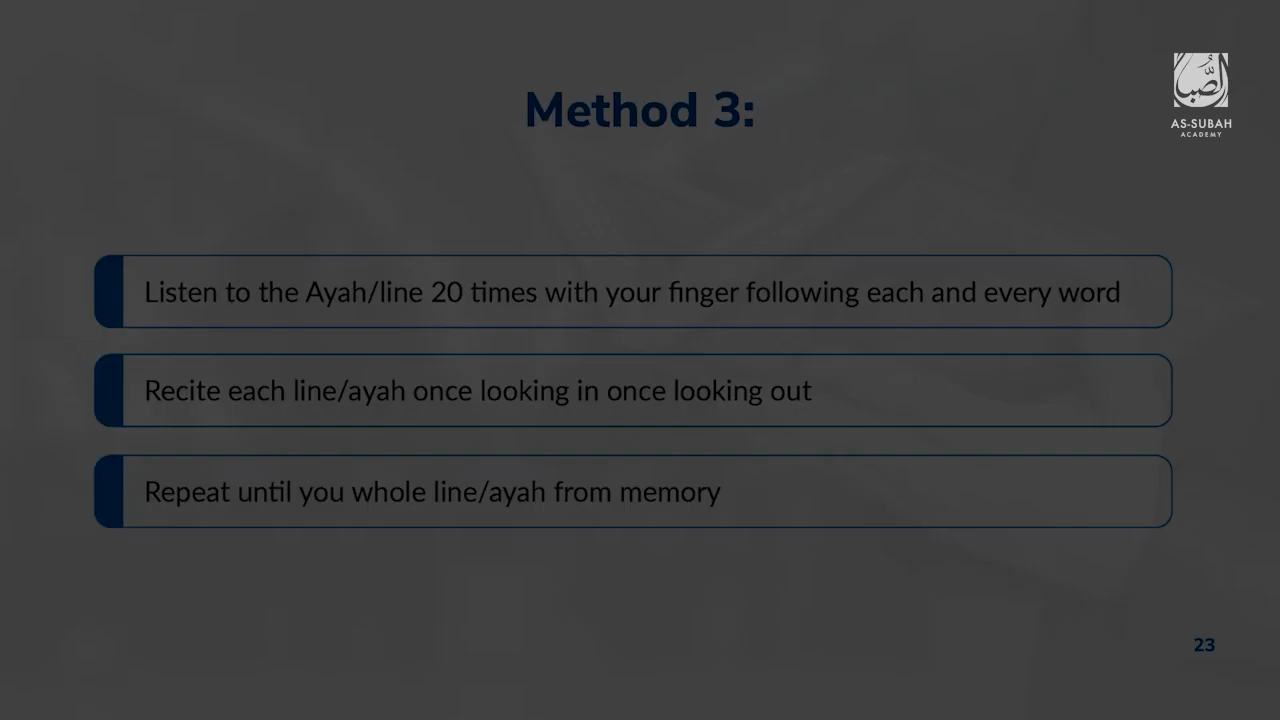 الصُّبا
AS-SUBAH
ACADEMY
Method 3:
Listen to the Ayah/line 20 times with your finger following each and every word
Recite each line/ayah once looking in once looking out
Repeat until you whole line/ayah from memory
23